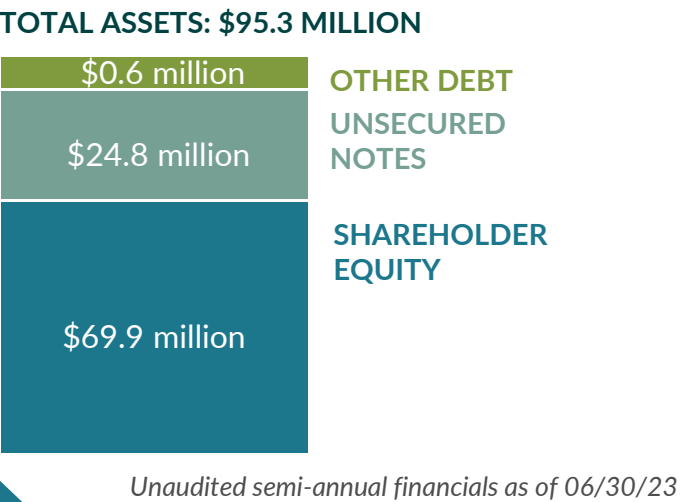 TOTAL ASSETS: $95.3 MILLION
$0.6 million
OTHER DEBT
$24.8 million
UNSECURED
NOTES
$69.9 million
SHAREHOLDER
EQUITY
Unaudited semi-annual financials as of 06/30/23